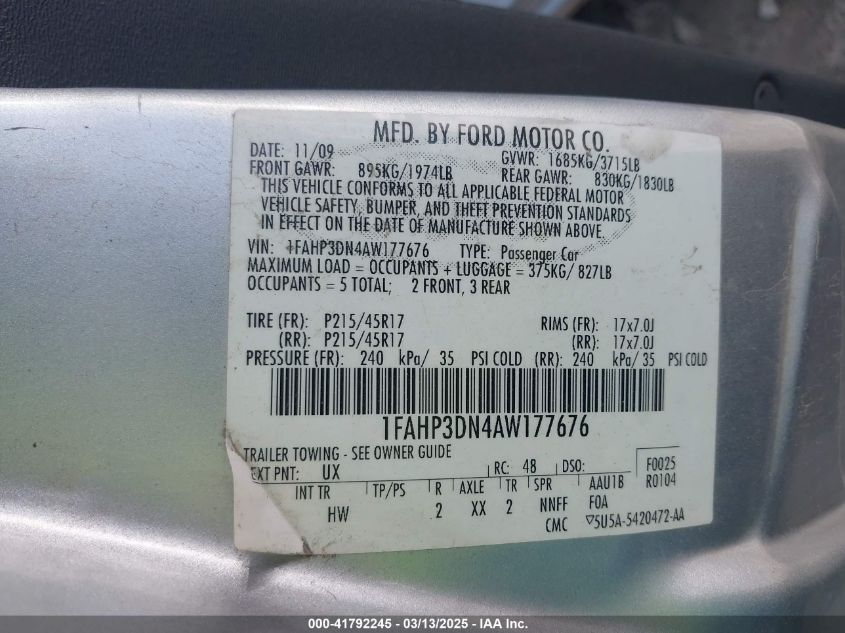 MFD. BY FORD MOTOR CO.
DATE: 11/09 GVWR: 1685KG/3715LB
FRONT GAWR: 895KG/1974LB REAR GAWR: 830KG/1830LB
THIS VEHICLE CONFORMS TO ALL APPLICABLE FEDERAL MOTOR
VEHICLE SAFETY, BUMPER, AND THEFT PREVENTION STANDARDS
IN EFFECT ON THE DATE OF MANUFACTURE SHOWN ABOVE.
VIN: 1FAHP3DN4AW177676 TYPE: Passenger Car
MAXIMUM LOAD = OCCUPANTS + LUGGAGE = 375KG/ 827LB
OCCUPANTS = 5 TOTAL; 2 FRONT, 3 REAR
TIRE (FR): P215/45R17 RIMS (FR): 17x7.0J
(RR): P215/45R17 (RR): 17x7.0J
PRESSURE (FR): 240 kPa/ 35 PSI COLD (RR): 240 kPa/ 35 PSI COLD
1FAHP3DN4AW177676
TRAILER TOWING - SEE OWNER GUIDE
EXT PNT: UX RC: 48 DSO: F0025
R0104
INT TR TP/PS R AXLE TR SPR AAU1B
HW 2 XX 2 NNFF FOA
CMC ▽5U5A-5420472-AA
000-41792245 - 03/13/2025 - IAA Inc.